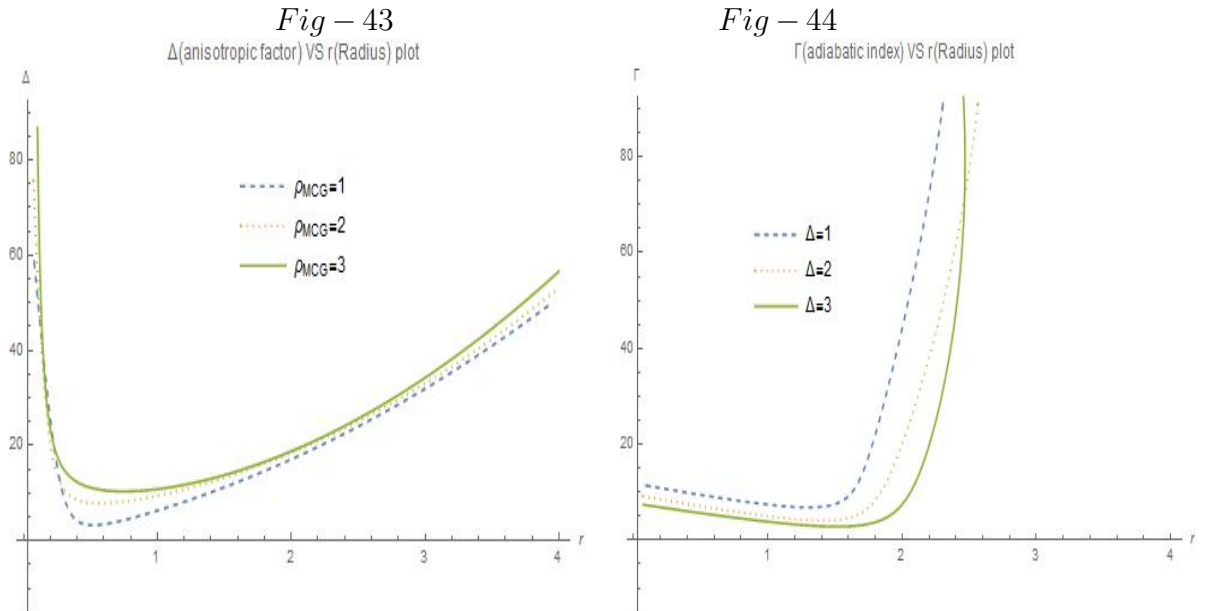 Fig – 43
Δ(anisotropic factor) VS r(Radius) plot
Δ
80
60
40
20
1
2
3
4
r
ρMCG=1
ρMCG=2
ρMCG=3
Fig – 44
Γ(adiabatic index) VS r(Radius) plot
Γ
80
60
40
20
1
2
3
4
r
Δ=1
Δ=2
Δ=3